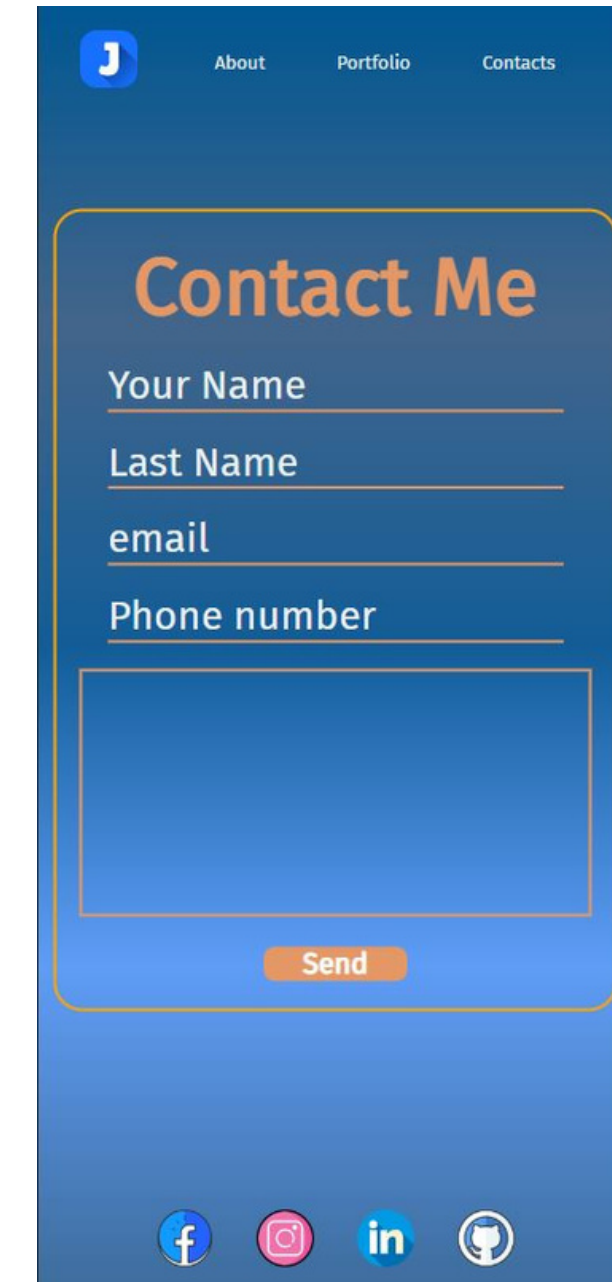 J About Portfolio Contacts
Contact Me
Your Name
Last Name
email
Phone number
Send
f in